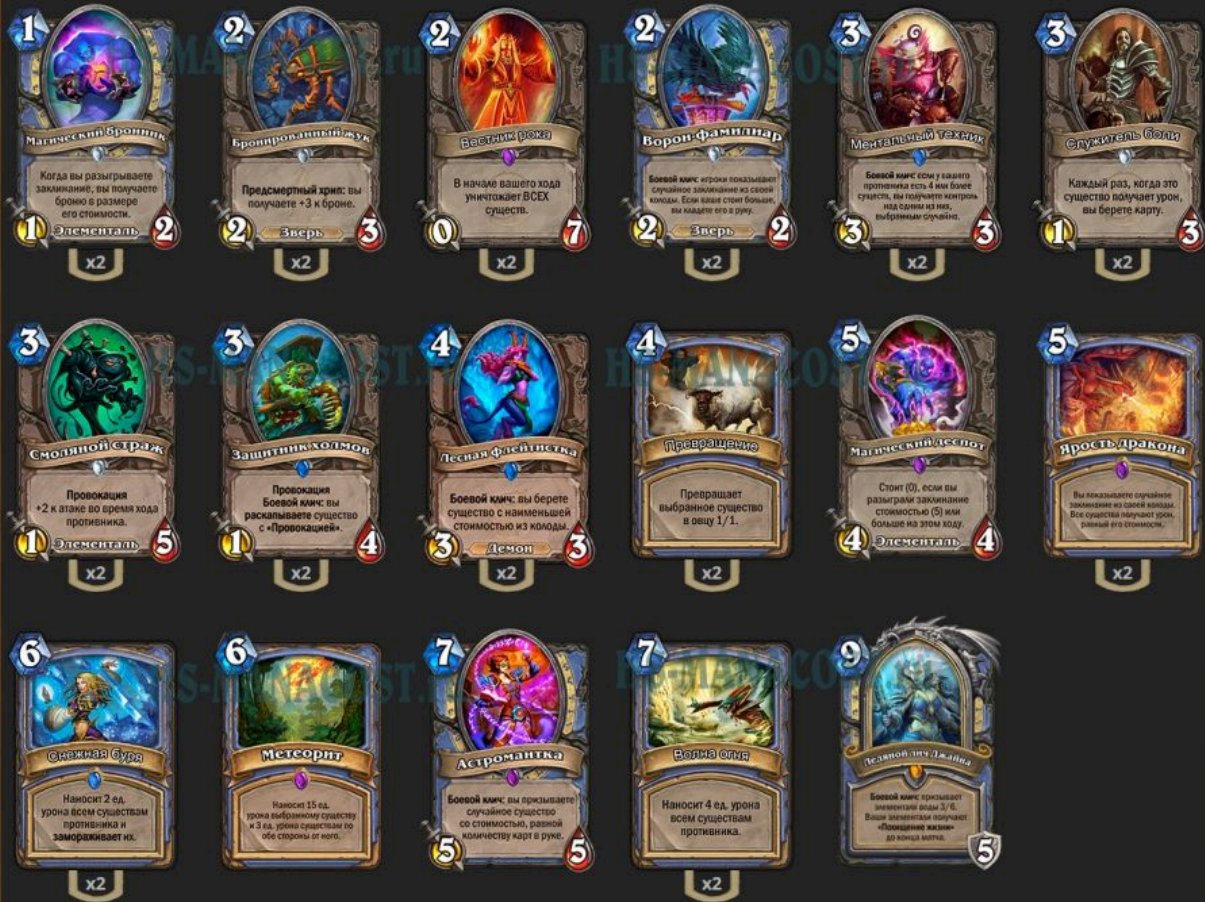 1
Магический бронник
Когда вы разыгрываете
заклинание, вы получаете
броню в размере
его стоимости.
1 Элементаль 2
x2
2
Бронированный жук
Предсмертный хрип: вы
получаете +3 к броне.
2 Зверь 3
x2
2
Вестник рока
В начале вашего хода
уничтожает ВСЕХ
существ.
0 7
x2
2
Ворон-фамилиар
Боевой клич: игроки показывают
случайное заклинание из своей
колоды. Если ваше стоит больше,
вы кладете его в руку.
2 Зверь 2
x2
3
Ментальный техник
Боевой клич: если у вашего
противника есть 4 или более
существ, вы получаете контроль
над одним из них,
выбранным случайно.
3 3
x2
3
Служитель боли
Каждый раз, когда это
существо получает урон,
вы берете карту.
1 3
x2
3
Смоляной страж
Провокация
+2 к атаке во время хода
противника.
1 Элементаль 5
x2
3
Защитник холмов
Провокация
Боевой клич: вы
раскапываете существо
с «Провокацией».
1 4
x2
4
Лесная флейтистка
Боевой клич: вы берете
существо с наименьшей
стоимостью из колоды.
3 Демон 3
x2
4
Превращение
Превращает
выбранное существо
в овцу 1/1.
x2
5
Магический деспот
Стоит (0), если вы
разыграли заклинание
стоимостью (5) или
больше на этом ходу.
4 Элементаль 4
5
Ярость дракона
Вы показываете случайное
заклинание из своей колоды.
Все существа получают урон,
равный его стоимости.
x2
6
Снежная буря
Наносит 2 ед.
урона всем существам
противника и
замораживает их.
x2
6
Метеорит
Наносит 15 ед.
урона выбранному существу
и 3 ед. урона существам по
обе стороны от него.
7
Астромантка
Боевой клич: вы призываете
случайное существо
со стоимостью, равной
количеству карт в руке.
5 5
7
Волна огня
Наносит 4 ед. урона
всем существам
противника.
x2
9
Ледяной лич Джайна
Боевой клич: призывает
элементаля воды 3/6.
Ваши элементали получают
«Похищение жизни»
до конца матча.
5